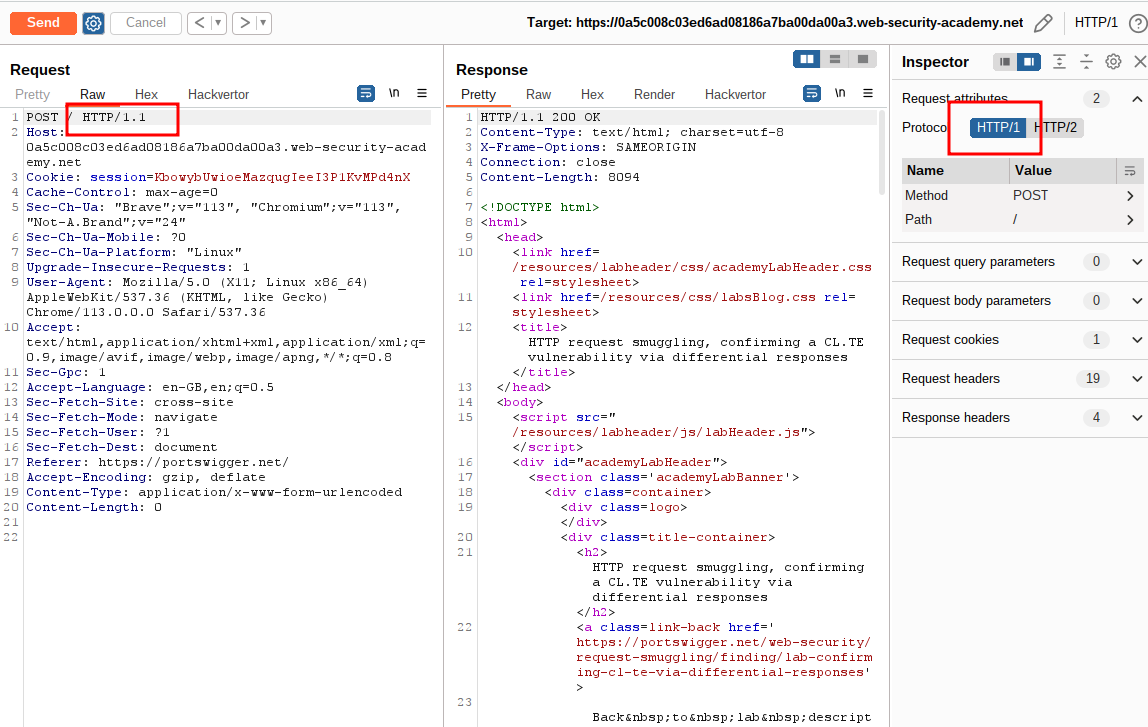 Send
Cancel
<
>
Target: https://0a5c008c03ed6ad08186a7ba00da00a3.web-security-academy.net
HTTP/1
?
Request
Pretty
Raw
Hex
Hackvertor
\n
1 POST / HTTP/1.1
2 Host:
0a5c008c03ed6ad08186a7ba00da00a3.web-security-acad
emy.net
3 Cookie: session=KbowybUwioeMazqugIeeI3P1KvMPd4nX
4 Cache-Control: max-age=0
5 Sec-Ch-Ua: "Brave";v="113", "Chromium";v="113",
"Not-A.Brand";v="24"
6 Sec-Ch-Ua-Mobile: ?0
7 Sec-Ch-Ua-Platform: "Linux"
8 Upgrade-Insecure-Requests: 1
9 User-Agent: Mozilla/5.0 (X11; Linux x86_64)
AppleWebKit/537.36 (KHTML, like Gecko)
Chrome/113.0.0.0 Safari/537.36
10 Accept:
text/html,application/xhtml+xml,application/xml;q=
0.9,image/avif,image/webp,image/apng,*/*;q=0.8
11 Sec-Gpc: 1
12 Accept-Language: en-GB,en;q=0.5
13 Sec-Fetch-Site: cross-site
14 Sec-Fetch-Mode: navigate
15 Sec-Fetch-User: ?1
16 Sec-Fetch-Dest: document
17 Referer: https://portswigger.net/
18 Accept-Encoding: gzip, deflate
19 Content-Type: application/x-www-form-urlencoded
20 Content-Length: 0
21
22
Response
Pretty
Raw
Hex
Render
Hackvertor
\n
1 HTTP/1.1 200 OK
2 Content-Type: text/html; charset=utf-8
3 X-Frame-Options: SAMEORIGIN
4 Connection: close
5 Content-Length: 8094
6
7 <!DOCTYPE html>
8 <html>
9 <head>
10 <link href=
/resources/labheader/css/academyLabHeader.css
rel=stylesheet>
11 <link href=/resources/css/labsBlog.css rel=
stylesheet>
12 <title>
HTTP request smuggling, confirming a CL.TE
vulnerability via differential responses
</title>
13 </head>
14 <body>
15 <script src="
/resources/labheader/js/labHeader.js">
</script>
16 <div id="academyLabHeader">
17 <section class='academyLabBanner'>
18 <div class=container>
19 <div class=logo>
</div>
20 <div class=title-container>
21 <h2>
HTTP request smuggling, confirming
a CL.TE vulnerability via
differential responses
</h2>
22 <a class=link-back href='
https://portswigger.net/web-security/
request-smuggling/finding/lab-confirm
ing-cl-te-via-differential-responses'
>
23
Back&nbsp;to&nbsp;lab&nbsp;descript
Inspector
Request attributes 2
Protocol HTTP/1 HTTP/2
Name Value
Method POST >
Path / >
Request query parameters 0
Request body parameters 0
Request cookies 1
Request headers 19
Response headers 4